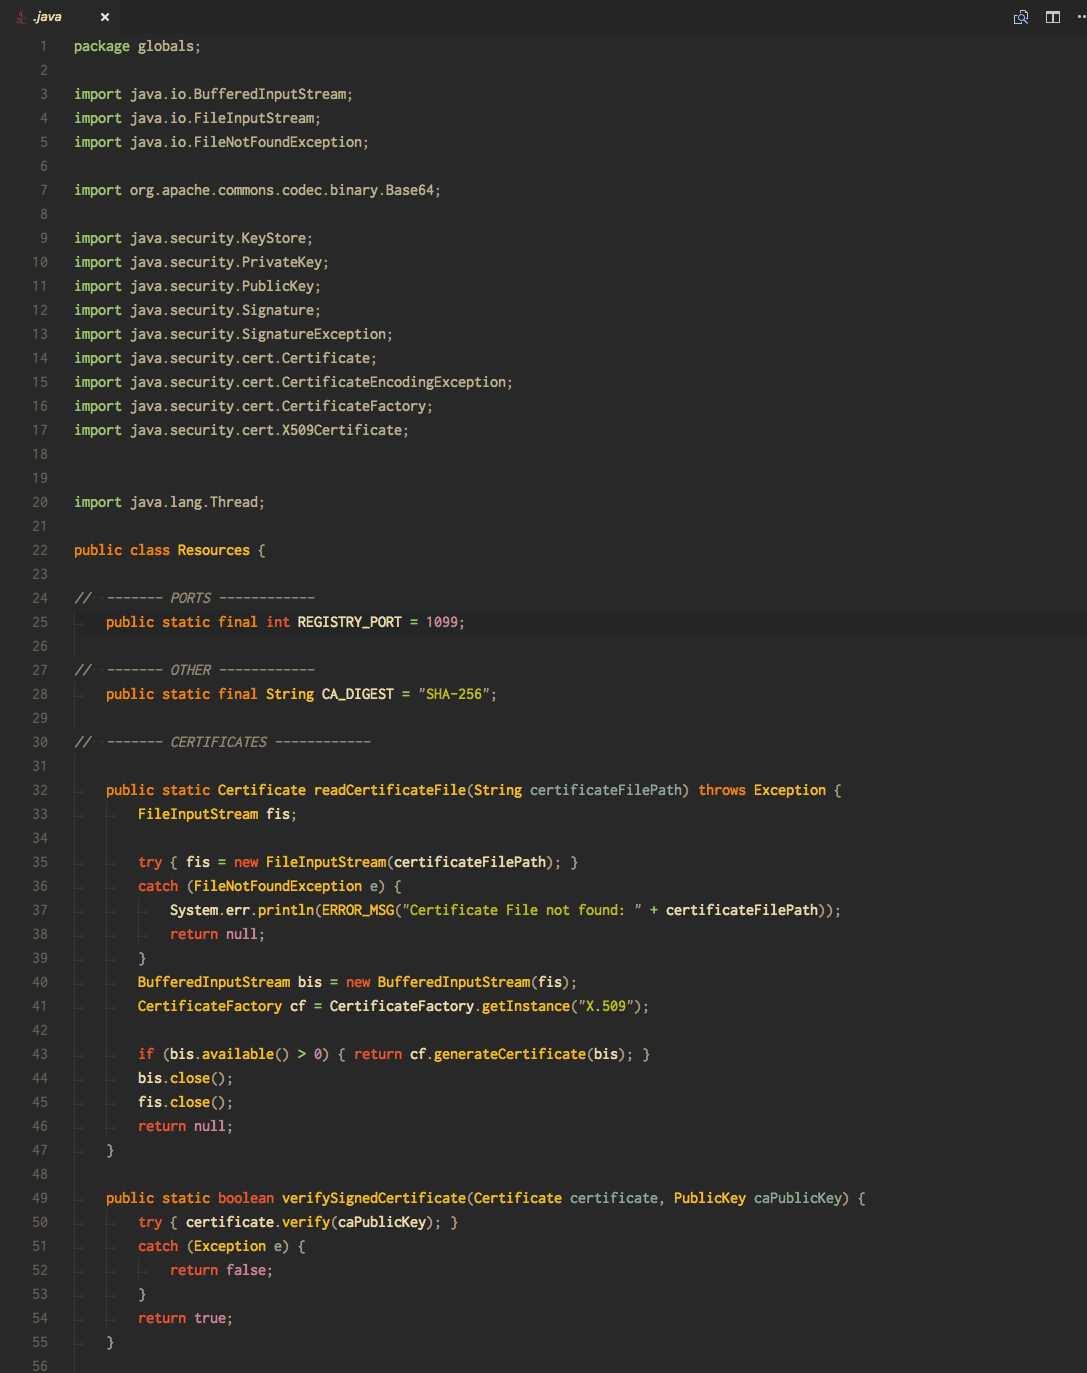 .java ×
1 package globals;
2
3 import java.io.BufferedInputStream;
4 import java.io.FileInputStream;
5 import java.io.FileNotFoundException;
6
7 import org.apache.commons.codec.binary.Base64;
8
9 import java.security.KeyStore;
10 import java.security.PrivateKey;
11 import java.security.PublicKey;
12 import java.security.Signature;
13 import java.security.SignatureException;
14 import java.security.cert.Certificate;
15 import java.security.cert.CertificateEncodingException;
16 import java.security.cert.CertificateFactory;
17 import java.security.cert.X509Certificate;
18
19
20 import java.lang.Thread;
21
22 public class Resources {
23
24 // ------- PORTS ------------
25 public static final int REGISTRY_PORT = 1099;
26
27 // ------- OTHER ------------
28 public static final String CA_DIGEST = "SHA-256";
29
30 // ------- CERTIFICATES ------------
31
32 public static Certificate readCertificateFile(String certificateFilePath) throws Exception {
33 FileInputStream fis;
34
35 try { fis = new FileInputStream(certificateFilePath); }
36 catch (FileNotFoundException e) {
37 System.err.println(ERROR_MSG("Certificate File not found: " + certificateFilePath));
38 return null;
39 }
40 BufferedInputStream bis = new BufferedInputStream(fis);
41 CertificateFactory cf = CertificateFactory.getInstance("X.509");
42
43 if (bis.available() > 0) { return cf.generateCertificate(bis); }
44 bis.close();
45 fis.close();
46 return null;
47 }
48
49 public static boolean verifySignedCertificate(Certificate certificate, PublicKey caPublicKey) {
50 try { certificate.verify(caPublicKey); }
51 catch (Exception e) {
52 return false;
53 }
54 return true;
55 }
56